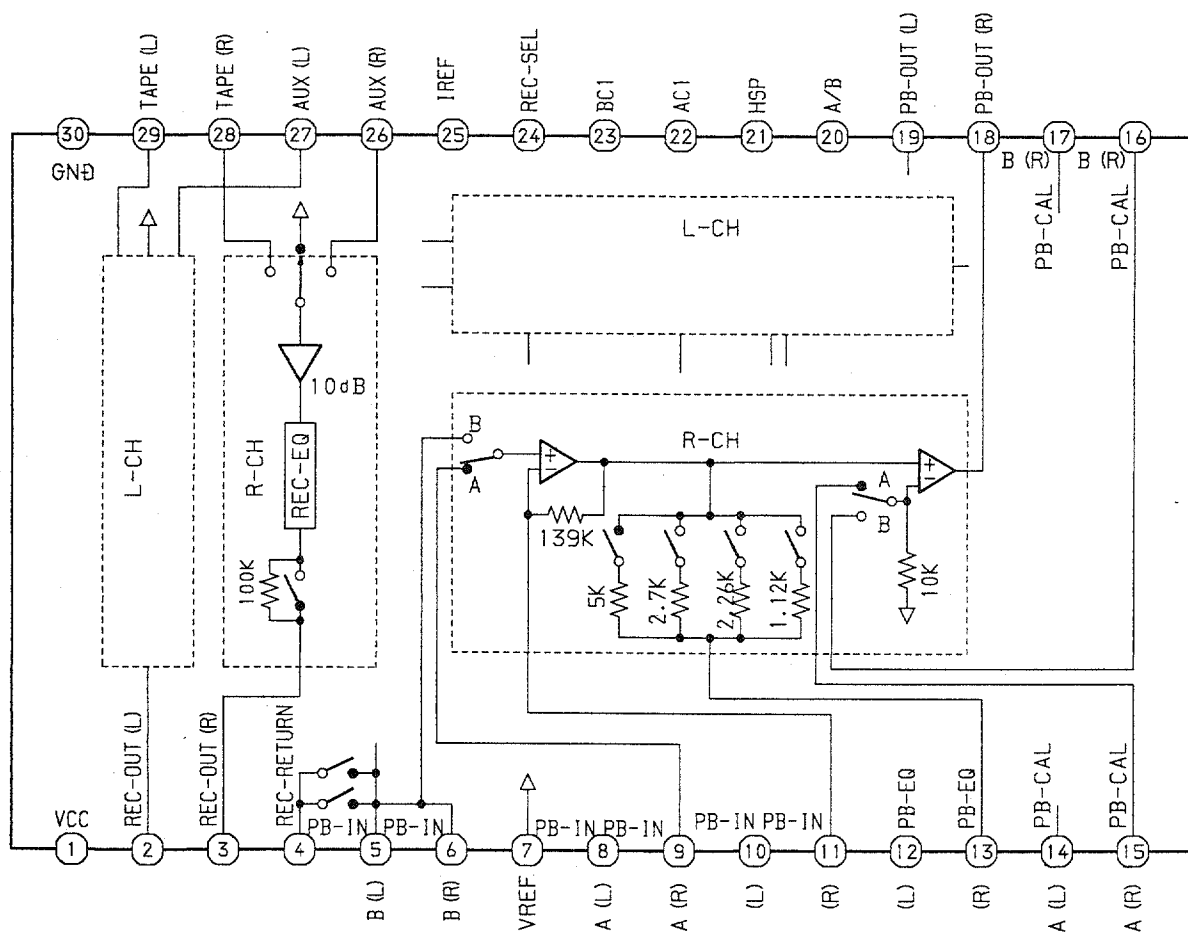 TAPE (L)
TAPE (R)
AUX (L)
AUX (R)
IREF
REC-SEL
BC1
AC1
HSP
A/B
PB-OUT (L)
PB-OUT (R)
30
29
28
27
26
25
24
23
22
21
20
19
18
17
16
GND
B (R)
B (R)
PB-CAL
PB-CAL
L-CH
10dB
L-CH
R-CH
REC-EQ
100K
B
A
+
-
R-CH
139K
5K
2.7K
2.26K
1.12K
A
B
+
-
10K
VCC
REC-OUT (L)
REC-OUT (R)
REC-RETURN
PB-IN
PB-IN
PB-IN
PB-IN
PB-IN
PB-IN
PB-EQ
PB-EQ
PB-CAL
PB-CAL
1
2
3
4
5
6
7
8
9
10
11
12
13
14
15
B (L)
B (R)
VREF
A (L)
A (R)
(L)
(R)
(L)
(R)
A (L)
A (R)